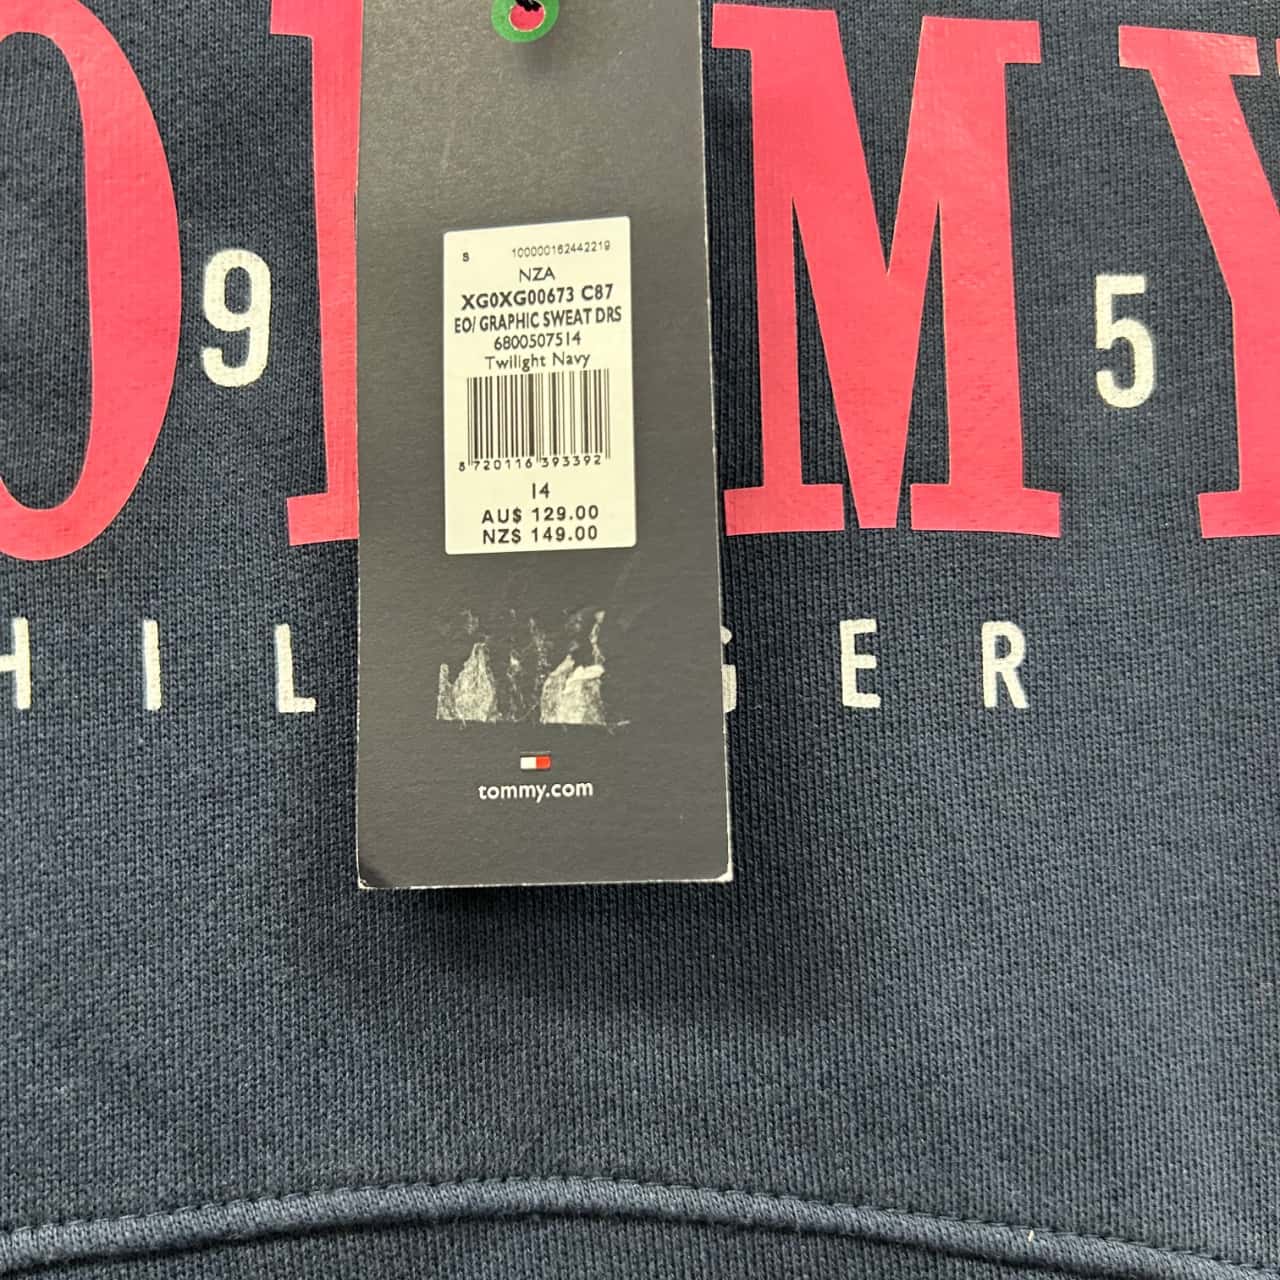 OMMY
9 5
HIL GER
S 100000162442219
NZA
XG0XG00673 C87
EO/ GRAPHIC SWEAT DRS
6800507514
Twilight Navy
8 720116 393392
14
AU$ 129.00
NZ$ 149.00
tommy.com